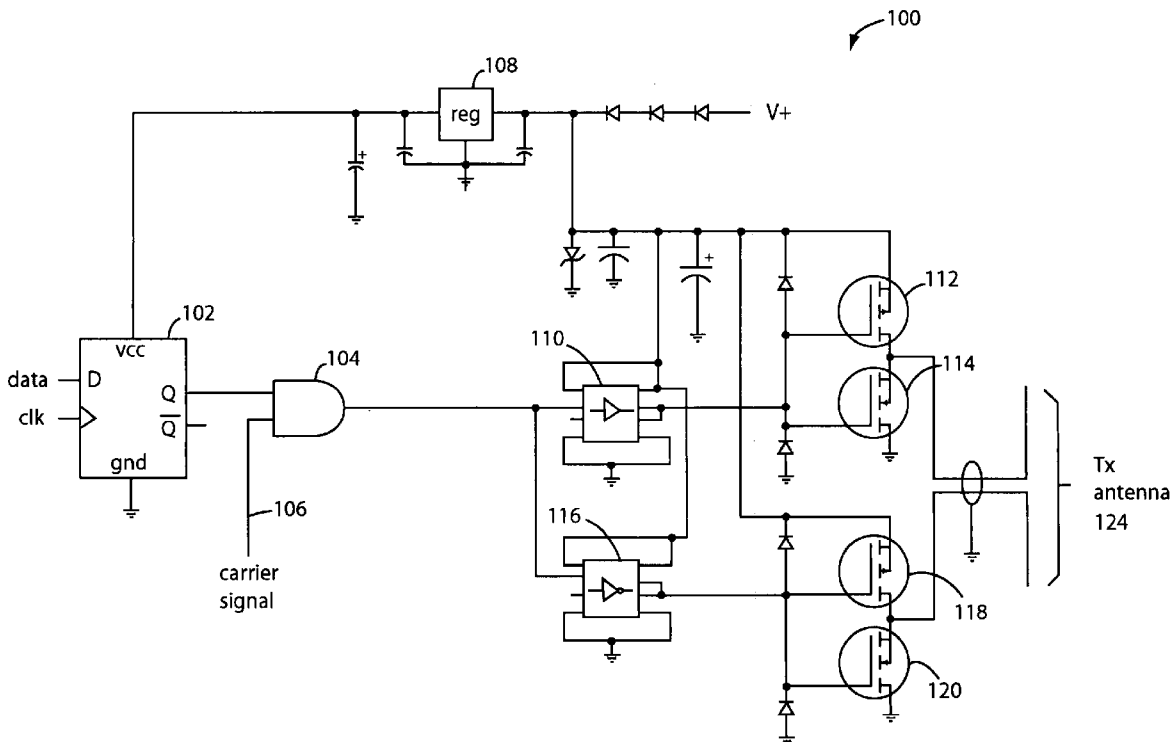 100
108
reg
V+
102
vcc
data
D
Q
clk
Q
gnd
104
106
carrier
signal
110
112
114
116
118
120
Tx
antenna
124